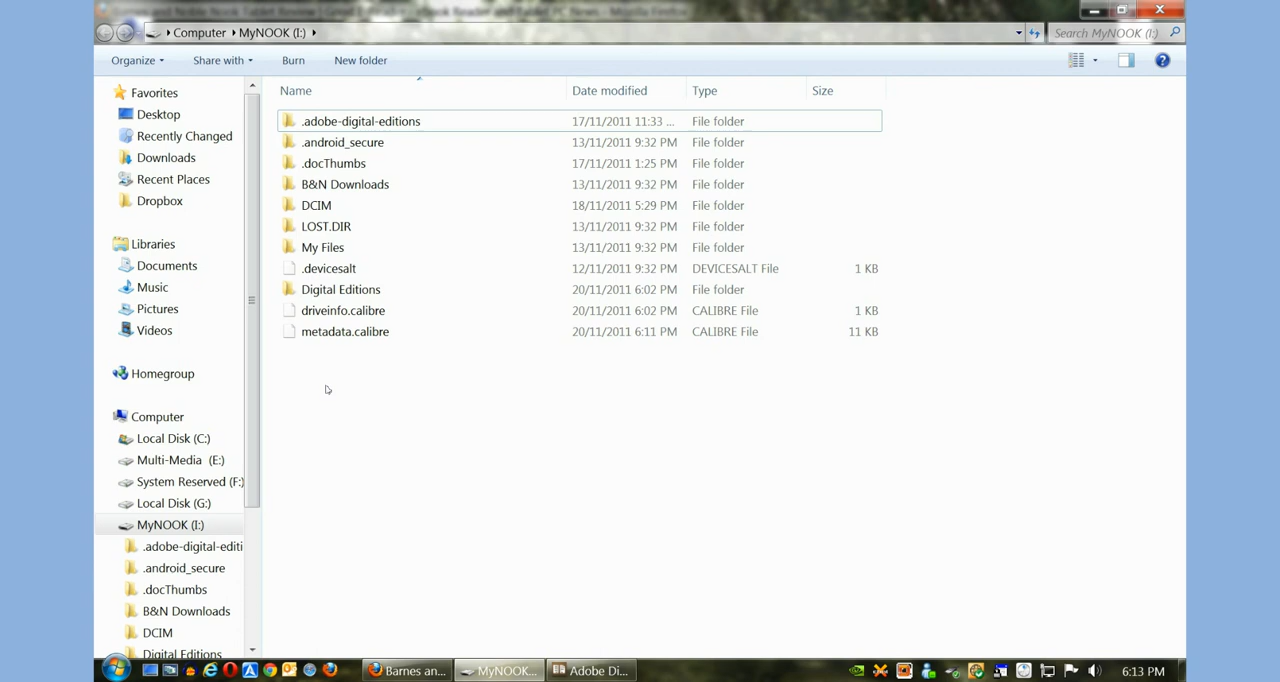 Computer MyNOOK (I:)
Search MyNOOK (I:)
Organize Share with Burn New folder
Name Date modified Type Size
.adobe-digital-editions 17/11/2011 11:33 ... File folder
.android_secure 13/11/2011 9:32 PM File folder
.docThumbs 17/11/2011 1:25 PM File folder
B&N Downloads 13/11/2011 9:32 PM File folder
DCIM 18/11/2011 5:29 PM File folder
LOST.DIR 13/11/2011 9:32 PM File folder
My Files 13/11/2011 9:32 PM File folder
.devicesalt 12/11/2011 9:32 PM DEVICESALT File 1 KB
Digital Editions 20/11/2011 6:02 PM File folder
driveinfo.calibre 20/11/2011 6:02 PM CALIBRE File 1 KB
metadata.calibre 20/11/2011 6:11 PM CALIBRE File 11 KB
Favorites
Desktop
Recently Changed
Downloads
Recent Places
Dropbox
Libraries
Documents
Music
Pictures
Videos
Homegroup
Computer
Local Disk (C:)
Multi-Media (E:)
System Reserved (F:)
Local Disk (G:)
MyNOOK (I:)
.adobe-digital-editi
.android_secure
.docThumbs
B&N Downloads
DCIM
Digital Editions
Barnes an... MyNOOK... Adobe Di...
6:13 PM